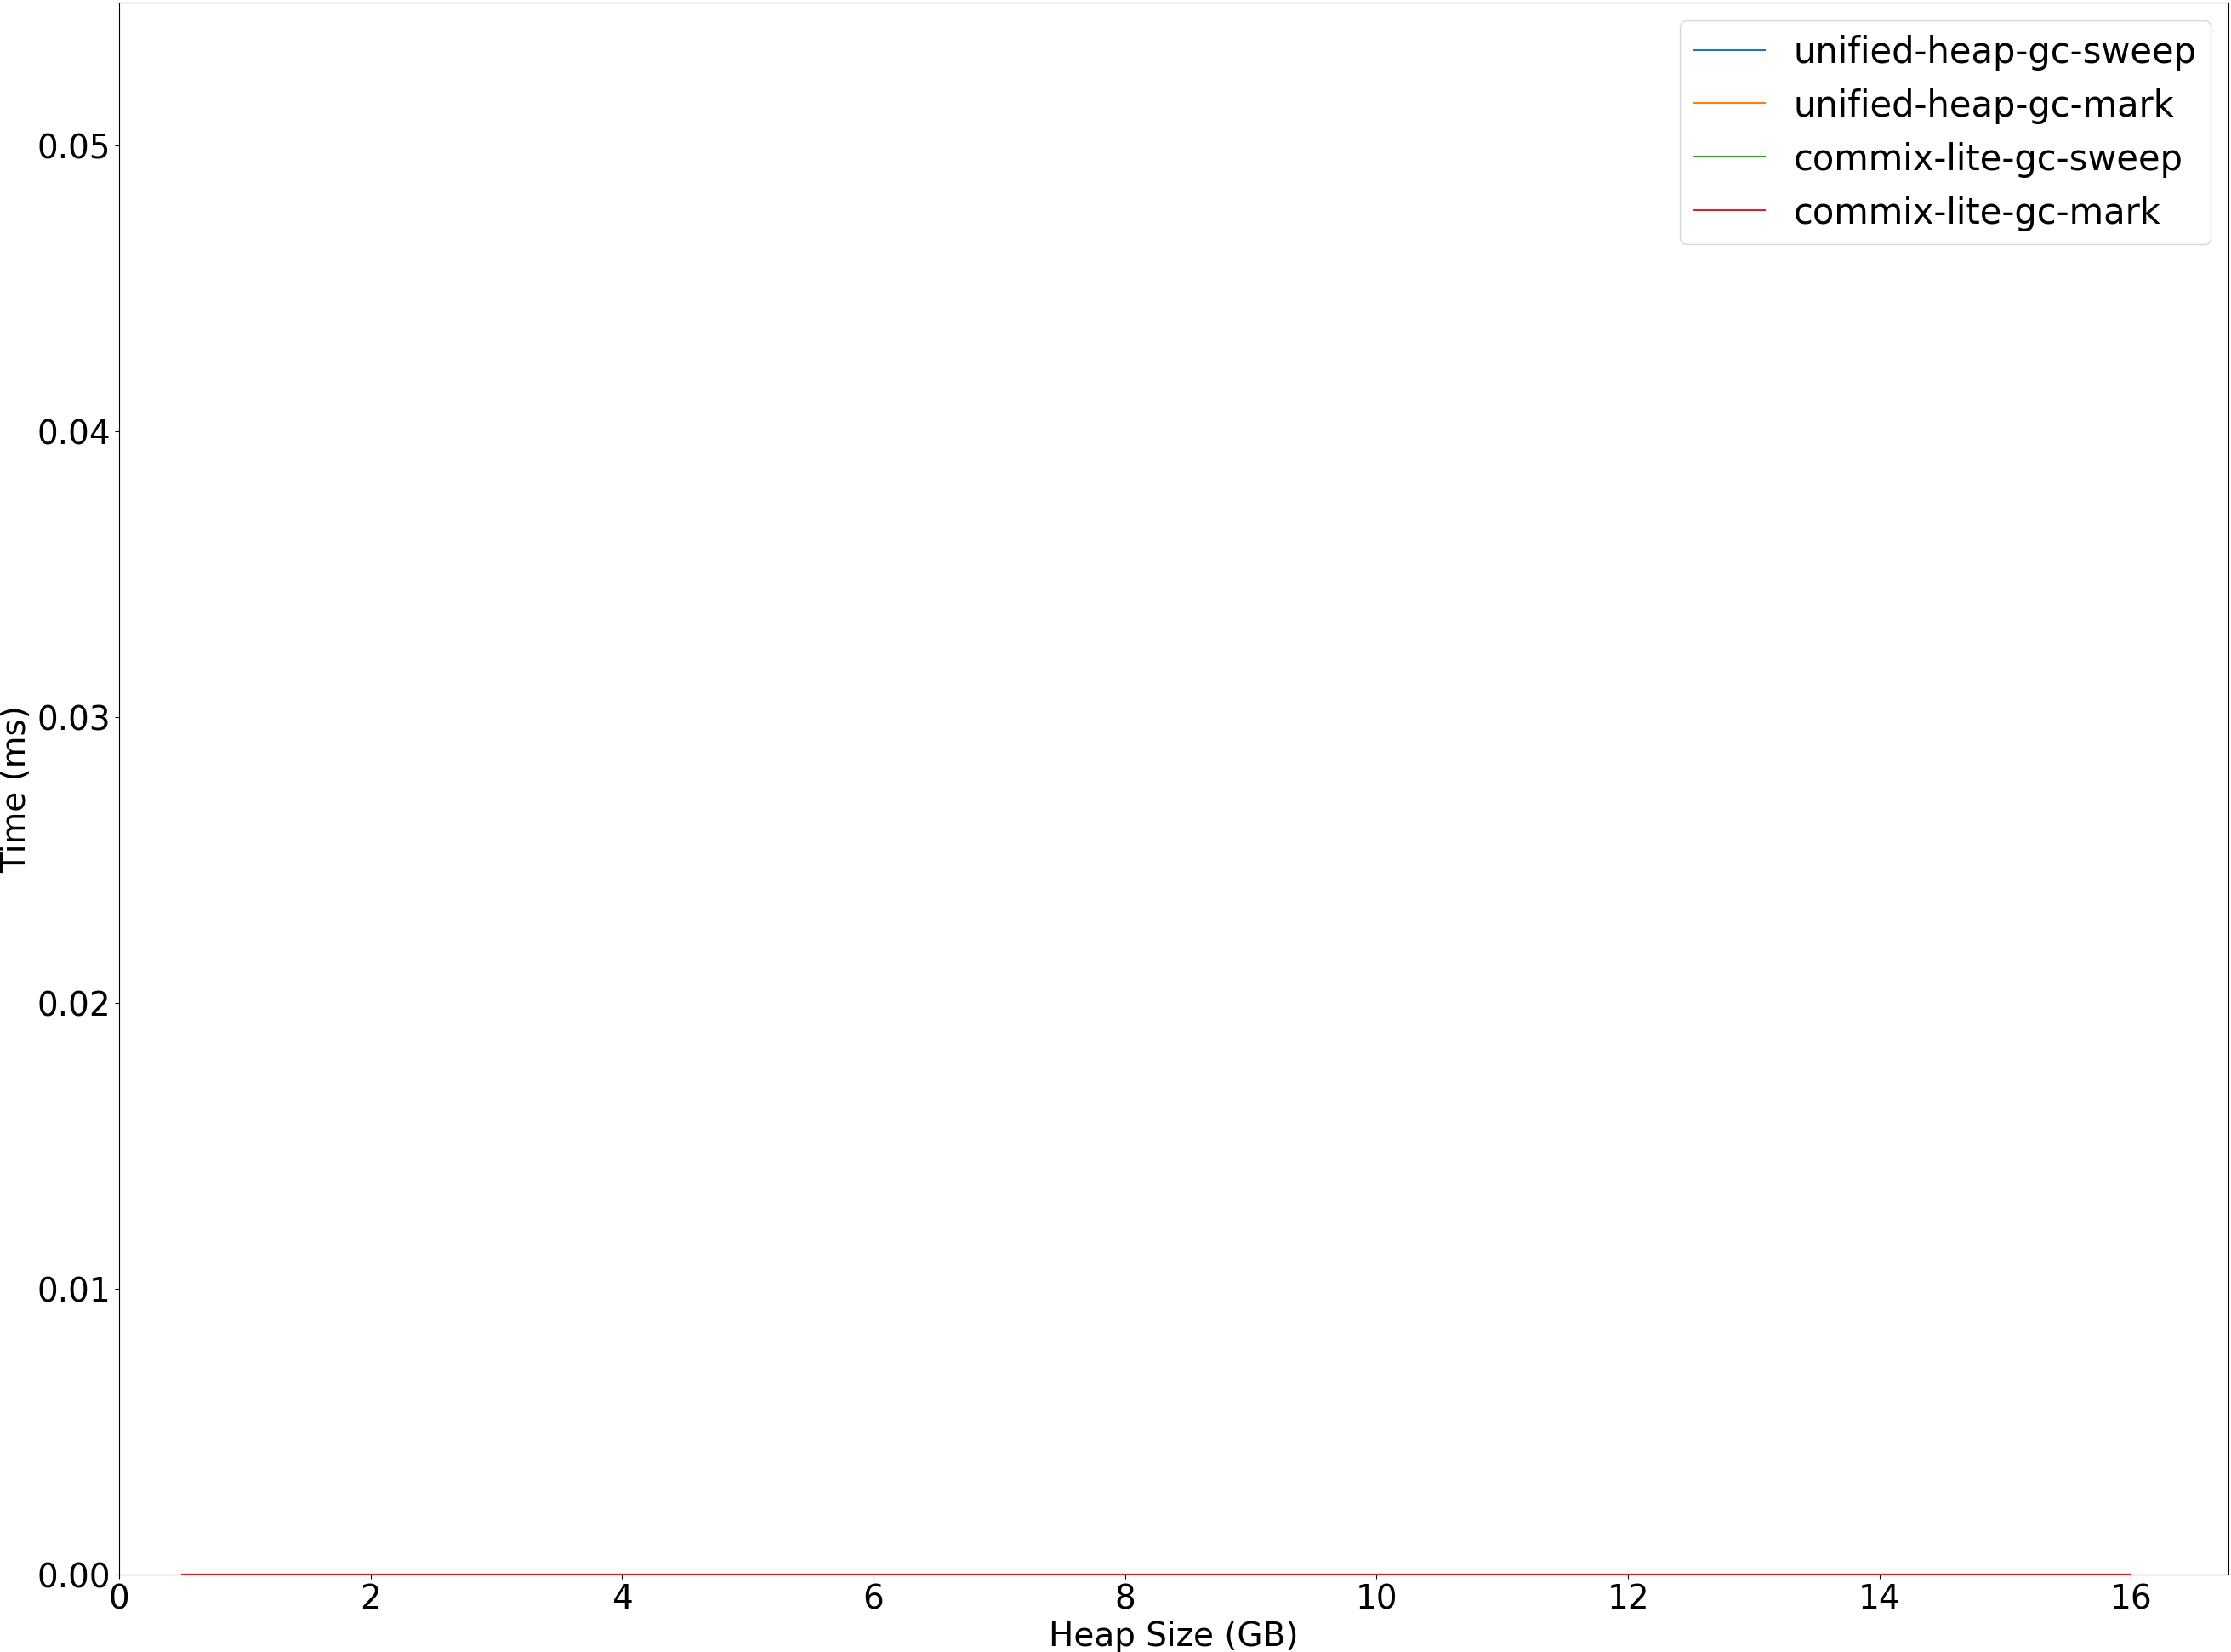 unified-heap-gc-sweep
unified-heap-gc-mark
commix-lite-gc-sweep
commix-lite-gc-mark
0.05
0.04
0.03
0.02
0.01
0.00
Time (ms)
0 2 4 6 8 10 12 14 16
Heap Size (GB)